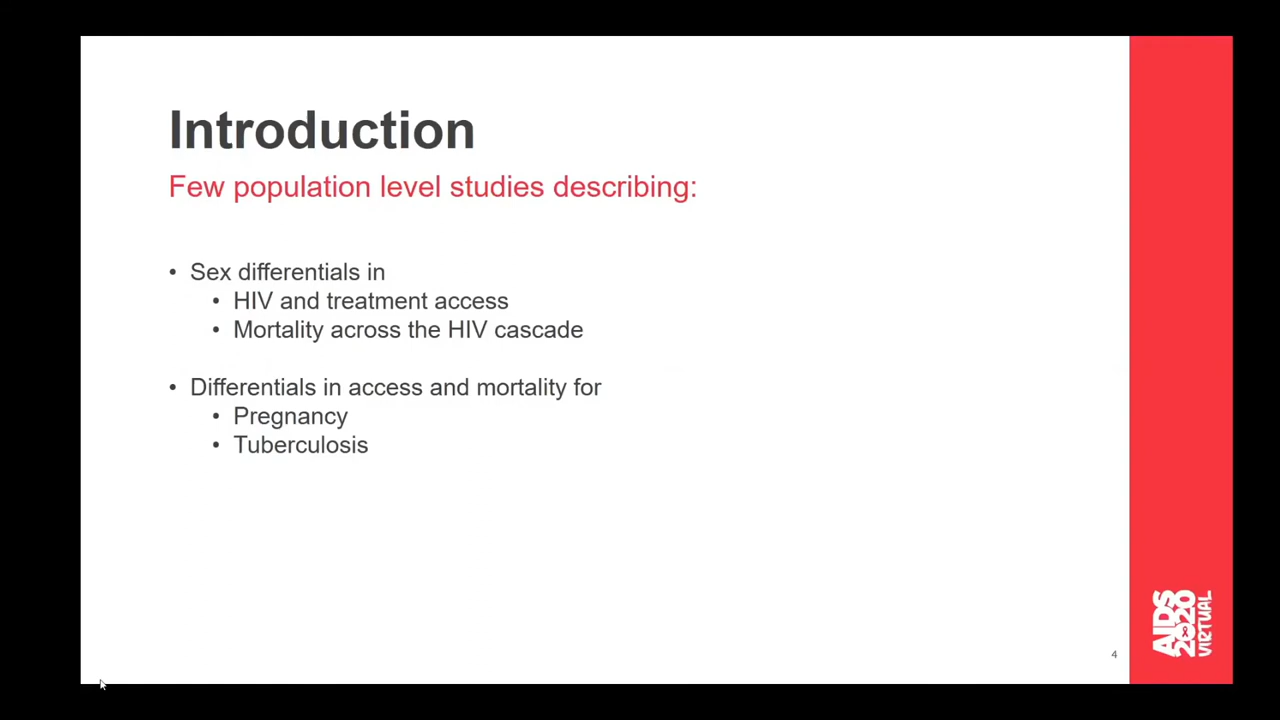 Introduction
Few population level studies describing:
• Sex differentials in
• HIV and treatment access
• Mortality across the HIV cascade
• Differentials in access and mortality for
• Pregnancy
• Tuberculosis
4
AIDS
2020
VIRTUAL